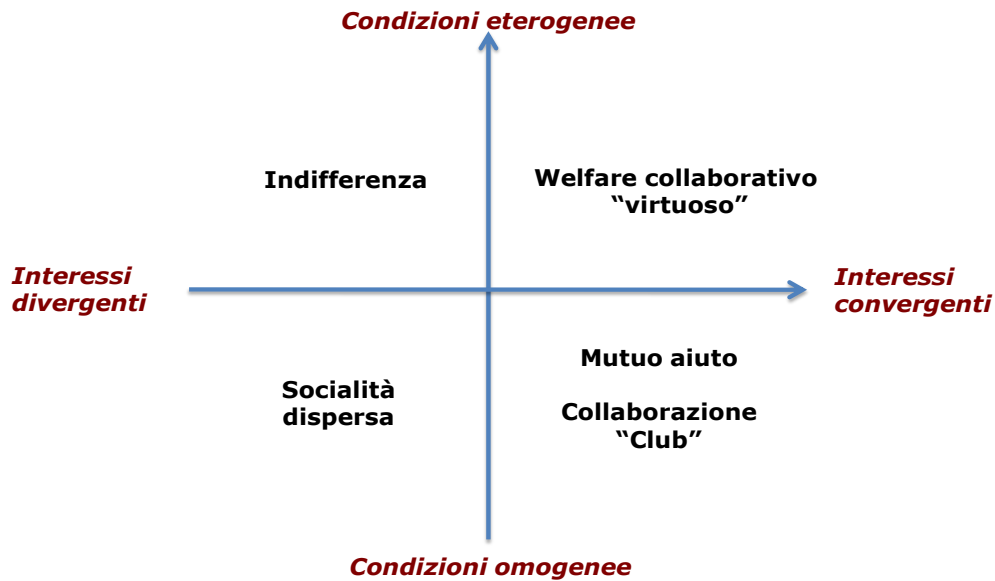 Condizioni eterogenee
Indifferenza
Welfare collaborativo
“virtuoso”
Interessi
divergenti
Interessi
convergenti
Socialità
dispersa
Mutuo aiuto
Collaborazione
“Club”
Condizioni omogenee